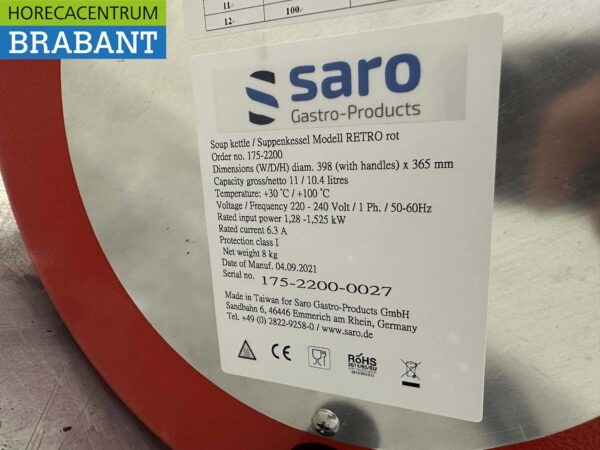 HORECACENTRUM
BRABANT
11
12 100
saro
Gastro-Products
Soup kettle / Suppenkessel Modell RETRO rot
Order no. 175-2200
Dimensions (W/D/H) diam. 398 (with handles) x 365 mm
Capacity gross/netto 11 / 10.4 litres
Temperature: +30 °C / +100 °C
Voltage / Frequency 220 - 240 Volt / 1 Ph. / 50-60Hz
Rated input power 1,28 -1,525 kW
Rated current 6.3 A
Protection class I
Net weight 8 kg
Date of Manuf. 04.09.2021
Serial no. 175-2200-0027
Made in Taiwan for Saro Gastro-Products GmbH
Sandbahn 6, 46446 Emmerich am Rhein, Germany
Tel. +49 (0) 2822-9258-0 / www.saro.de
CE
RoHS